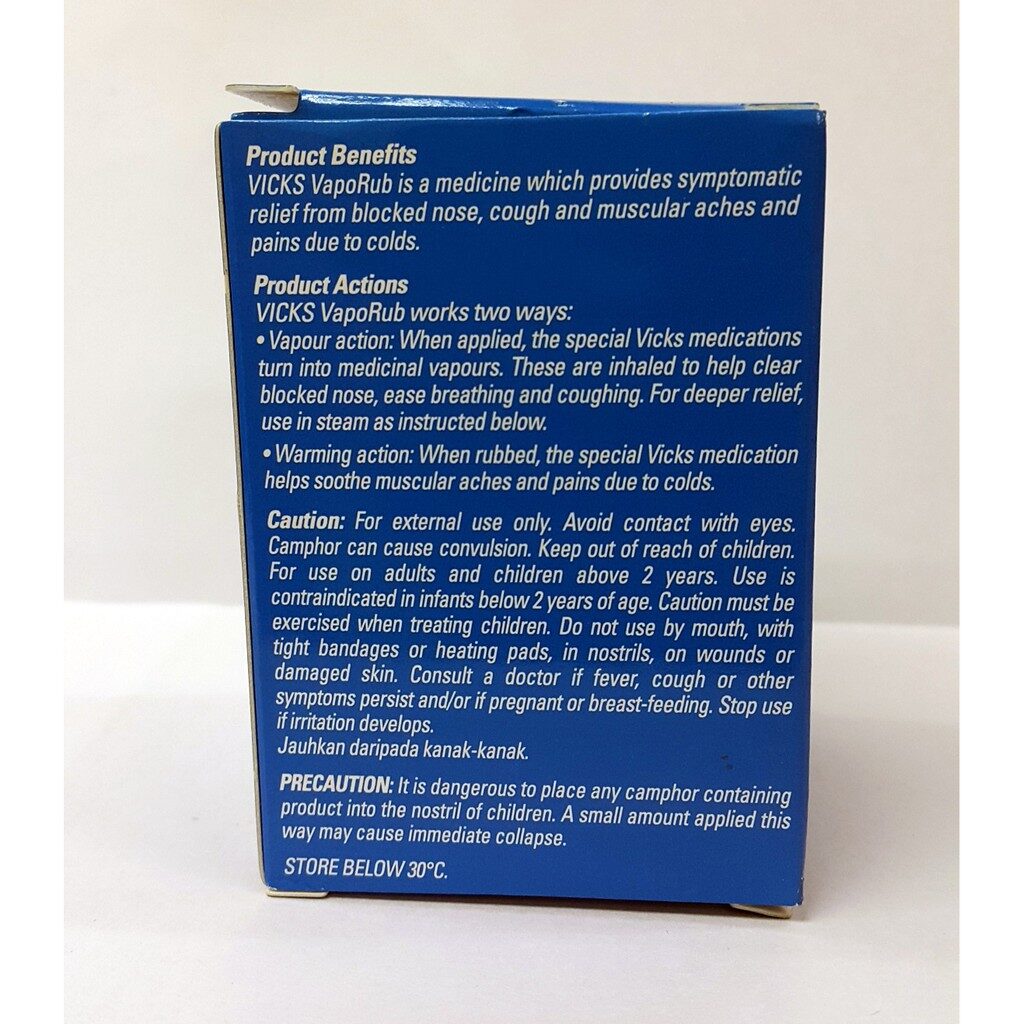 Product Benefits
VICKS VapoRub is a medicine which provides symptomatic
relief from blocked nose, cough and muscular aches and
pains due to colds.
Product Actions
VICKS VapoRub works two ways:
• Vapour action: When applied, the special Vicks medications
turn into medicinal vapours. These are inhaled to help clear
blocked nose, ease breathing and coughing. For deeper relief,
use in steam as instructed below.
• Warming action: When rubbed, the special Vicks medication
helps soothe muscular aches and pains due to colds.
Caution: For external use only. Avoid contact with eyes.
Camphor can cause convulsion. Keep out of reach of children.
For use on adults and children above 2 years. Use is
contraindicated in infants below 2 years of age. Caution must be
exercised when treating children. Do not use by mouth, with
tight bandages or heating pads, in nostrils, on wounds or
damaged skin. Consult a doctor if fever, cough or other
symptoms persist and/or if pregnant or breast-feeding. Stop use
if irritation develops.
Jauhkan daripada kanak-kanak.
PRECAUTION: It is dangerous to place any camphor containing
product into the nostril of children. A small amount applied this
way may cause immediate collapse.
STORE BELOW 30°C.